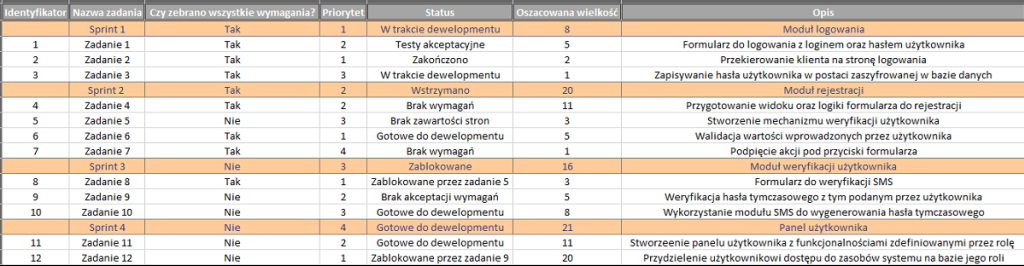 Identyfikator Nazwa zadania Czy zebrano wszystkie wymagania? Priorytet Status Oszacowana wielkość Opis
Sprint 1 Tak 1 W trakcie dewelopmentu 8 Moduł logowania
1 Zadanie 1 Tak 2 Testy akceptacyjne 5 Formularz do logowania z loginem oraz hasłem użytkownika
2 Zadanie 2 Tak 1 Zakończono 2 Przekierowanie klienta na stronę logowania
3 Zadanie 3 Tak 3 W trakcie dewelopmentu 1 Zapisywanie hasła użytkownika w postaci zaszyfrowanej w bazie danych
Sprint 2 Tak 2 Wstrzymano 20 Moduł rejestracji
4 Zadanie 4 Tak 2 Brak wymagań 11 Przygotowanie widoku oraz logiki formularza do rejestracji
5 Zadanie 5 Nie 3 Brak zawartości stron 3 Stworzenie mechanizmu weryfikacji użytkownika
6 Zadanie 6 Tak 1 Gotowe do dewelopmentu 5 Walidacja wartości wprowadzonych przez użytkownika
7 Zadanie 7 Tak 4 Brak wymagań 1 Podpięcie akcji pod przyciski formularza
Sprint 3 Nie 3 Zablokowane 16 Moduł weryfikacji użytkownika
8 Zadanie 8 Tak 1 Zablokowane przez zadanie 5 3 Formularz do weryfikacji SMS
9 Zadanie 9 Nie 2 Brak akceptacji wymagań 5 Weryfikacja hasła tymczasowego z tym podanym przez użytkownika
10 Zadanie 10 Nie 3 Gotowe do dewelopmentu 8 Wykorzystanie modułu SMS do wygenerowania hasła tymczasowego
Sprint 4 Nie 4 Gotowe do dewelopmentu 21 Panel użytkownika
11 Zadanie 11 Nie 2 Gotowe do dewelopmentu 11 Stworzeenie panelu użytkownika z funkcjonalnościami zdefiniowanymi przez rolę
12 Zadanie 12 Nie 1 Zablokowane przez zadanie 9 20 Przydzielenie użytkownikowi dostępu do zasobów systemu na bazie jego roli